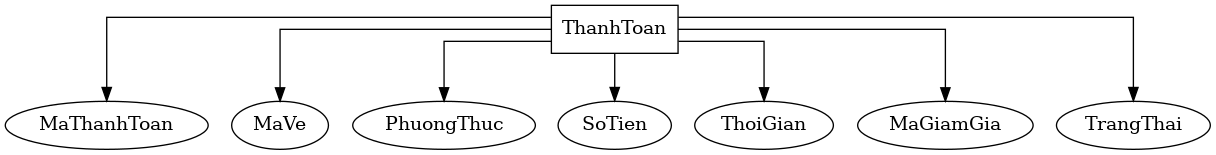 ThanhToan
MaThanhToan
MaVe
PhuongThuc
SoTien
ThoiGian
MaGiamGia
TrangThai